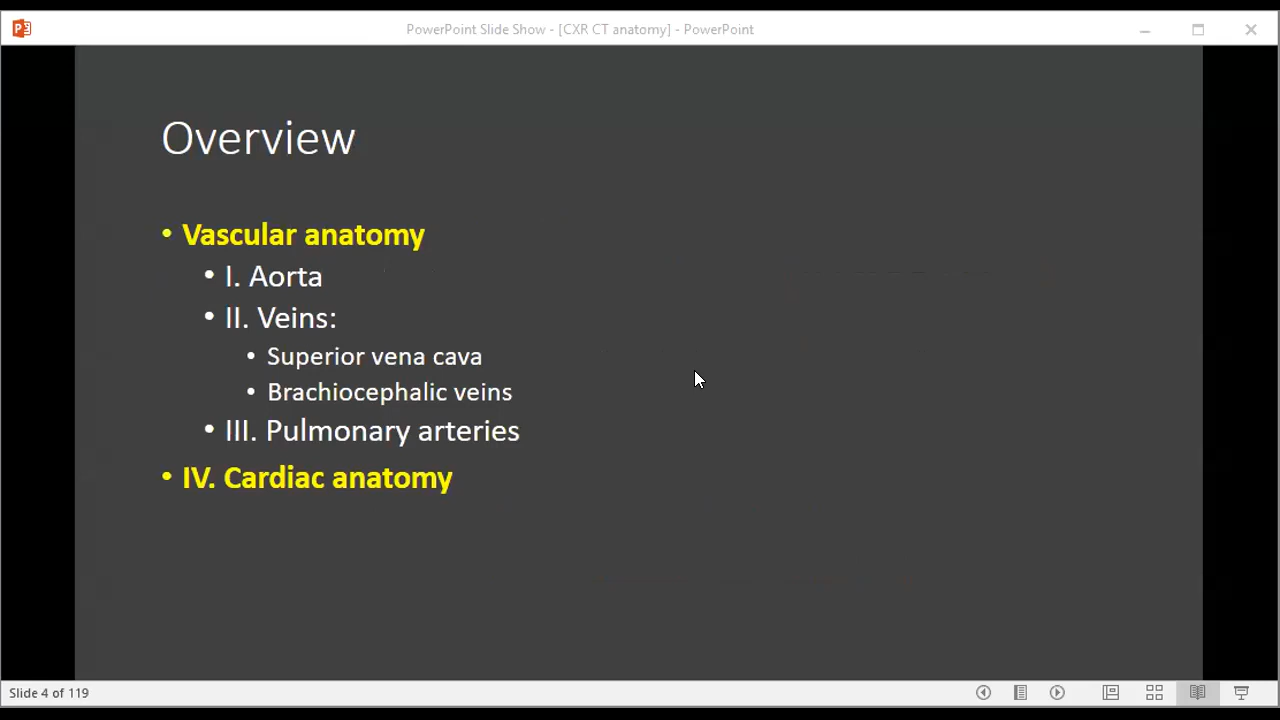 PowerPoint Slide Show - [CXR CT anatomy] - PowerPoint
Overview
• Vascular anatomy
• I. Aorta
• II. Veins:
• Superior vena cava
• Brachiocephalic veins
• III. Pulmonary arteries
• IV. Cardiac anatomy
Slide 4 of 119